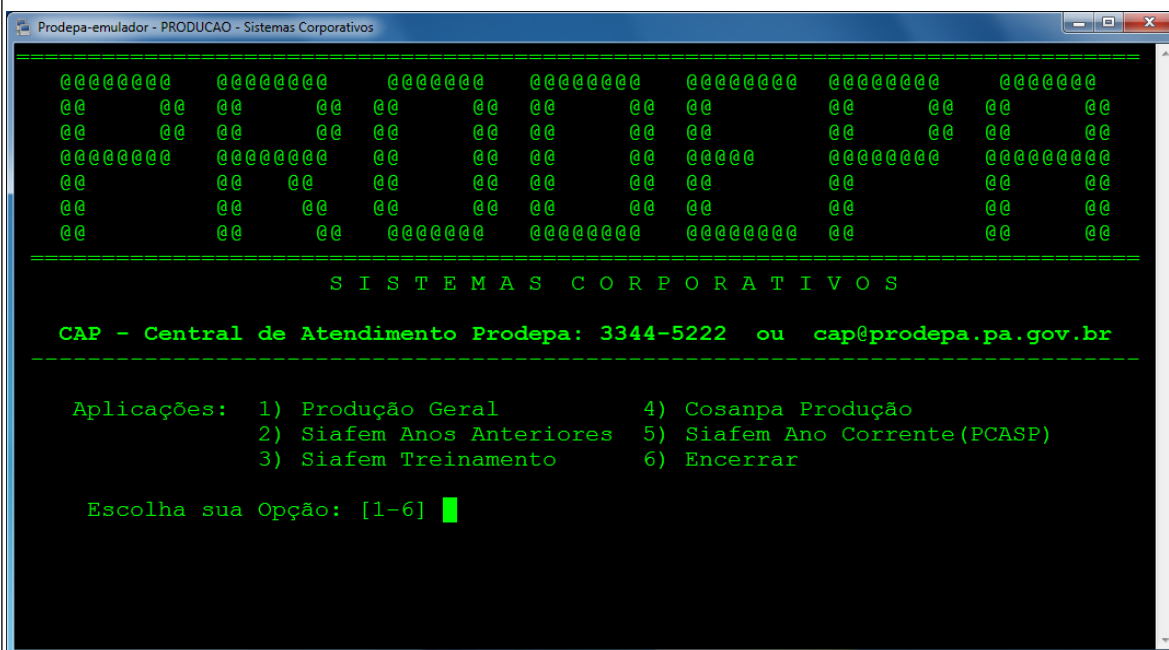 Prodepa-emulador - PRODUCAO - Sistemas Corporativos
PRODEPA
S I S T E M A S C O R P O R A T I V O S
CAP - Central de Atendimento Prodepa: 3344-5222 ou cap@prodepa.pa.gov.br
Aplicações: 1) Produção Geral 4) Cosanpa Produção
2) Siafem Anos Anteriores 5) Siafem Ano Corrente(PCASP)
3) Siafem Treinamento 6) Encerrar
Escolha sua Opção: [1-6]